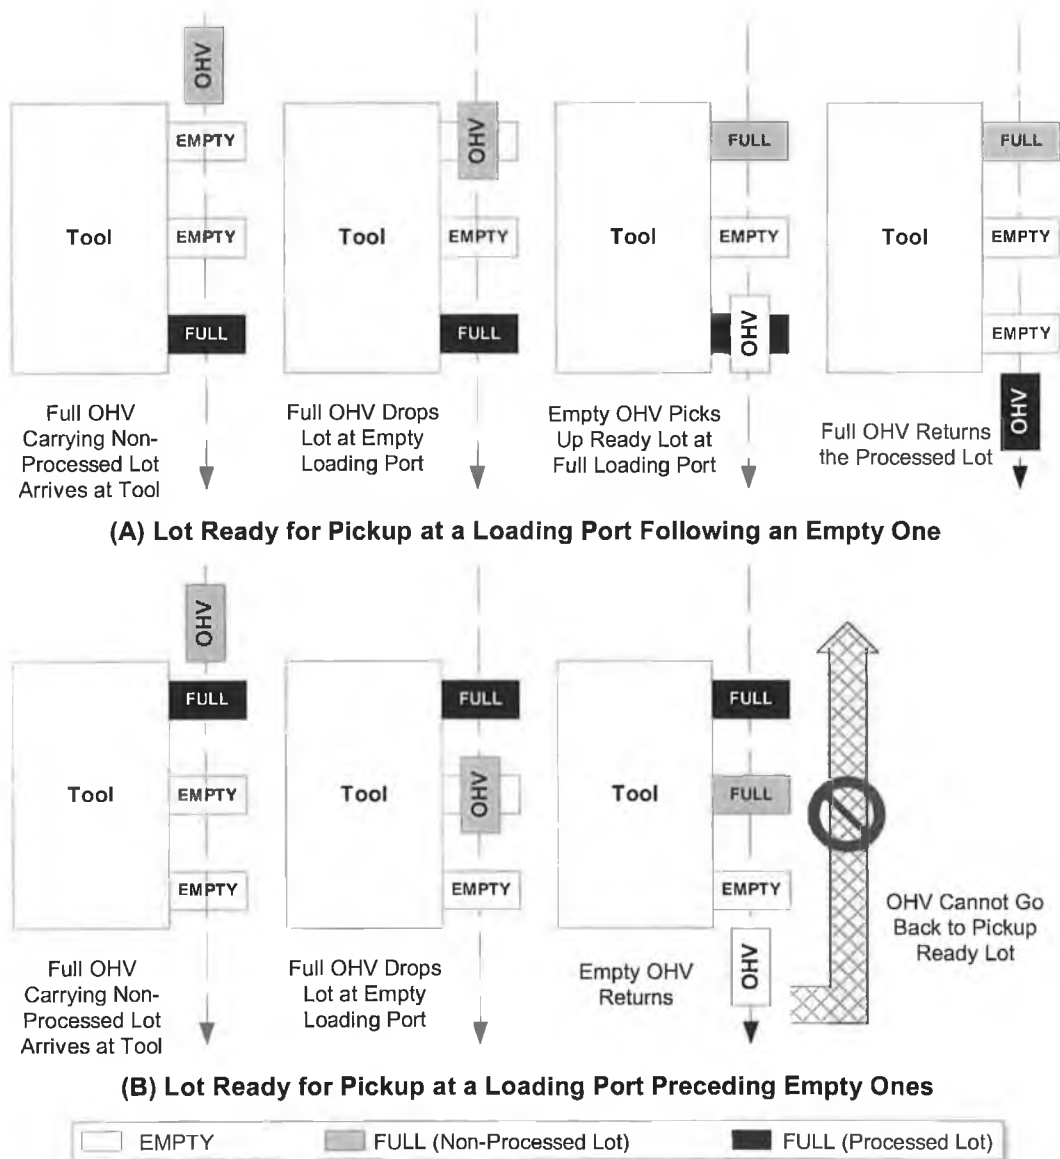 OHV
EMPTY
Tool
EMPTY
FULL
Full OHV
Carrying Non-
Processed Lot
Arrives at Tool
OHV
Tool
EMPTY
FULL
Full OHV Drops
Lot at Empty
Loading Port
FULL
Tool
EMPTY
OHV
Empty OHV Picks
Up Ready Lot at
Full Loading Port
FULL
Tool
EMPTY
EMPTY
OHV
Full OHV Returns
the Processed Lot
(A) Lot Ready for Pickup at a Loading Port Following an Empty One
OHV
FULL
Tool
EMPTY
EMPTY
Full OHV
Carrying Non-
Processed Lot
Arrives at Tool
FULL
Tool
OHV
EMPTY
Full OHV Drops
Lot at Empty
Loading Port
FULL
Tool
FULL
EMPTY
OHV
Empty OHV
Returns
OHV Cannot Go
Back to Pickup
Ready Lot
(B) Lot Ready for Pickup at a Loading Port Preceding Empty Ones
EMPTY
FULL (Non-Processed Lot)
FULL (Processed Lot)